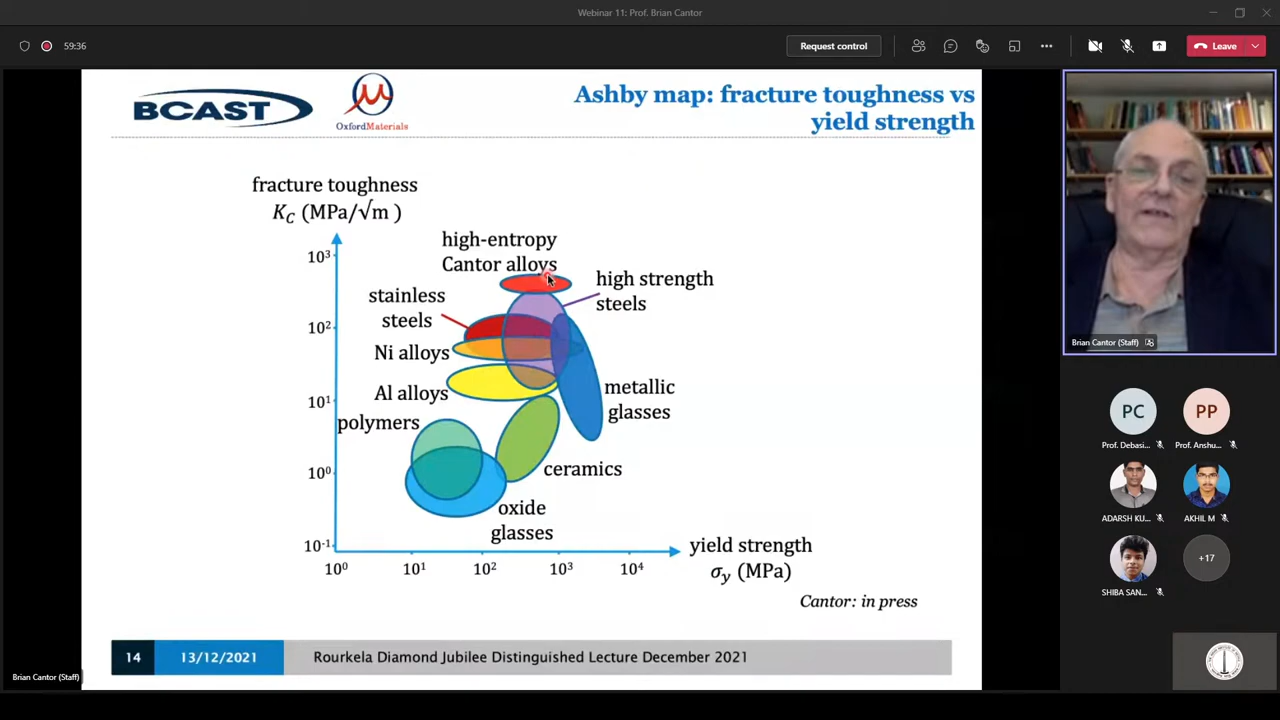 Webinar 11: Prof. Brian Cantor
59:36
Request control
Leave
BCAST
OxfordMaterials
Ashby map: fracture toughness vs
yield strength
fracture toughness
K_C (MPa/√m )
10³
10²
10¹
10⁰
10⁻¹
high-entropy
Cantor alloys
high strength
steels
stainless
steels
Ni alloys
Al alloys
metallic
glasses
polymers
ceramics
oxide
glasses
10⁰ 10¹ 10² 10³ 10⁴
yield strength
σ_y (MPa)
Cantor: in press
14 13/12/2021 Rourkela Diamond Jubilee Distinguished Lecture December 2021
Brian Cantor (Staff)
Brian Cantor (Staff)
PC PP
Prof. Debasi... Prof. Anshu...
ADARSH KU... AKHIL M
+17
SHIBA SAN...